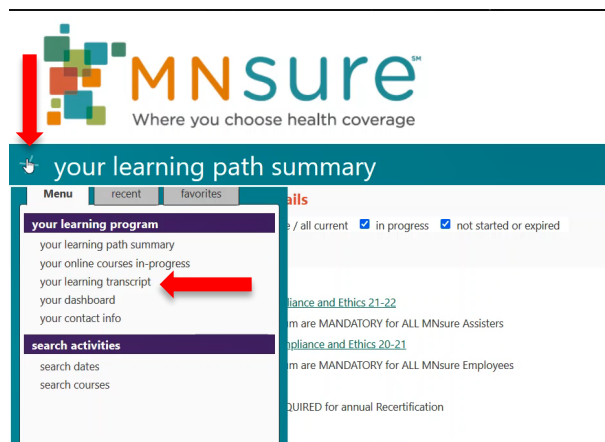 MNsure℠
Where you choose health coverage
your learning path summary
Menu recent favorites
ails
your learning program
e / all current in progress not started or expired
your learning path summary
your online courses in-progress
your learning transcript
your dashboard
liance and Ethics 21-22
your contact info
m are MANDATORY for ALL MNsure Assisters
search activities
pliance and Ethics 20-21
search dates
m are MANDATORY for ALL MNsure Employees
search courses
QUIRED for annual Recertification